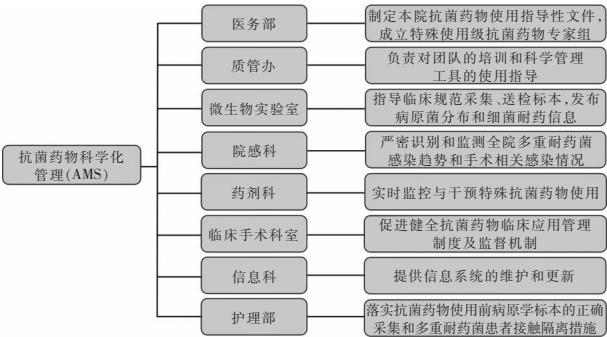 医务部
制定本院抗菌药物使用指导性文件,
成立特殊使用级抗菌药物专家组
质管办
负责对团队的培训和科学管理
工具的使用指导
微生物实验室
指导临床规范采集、送检标本,发布
病原菌分布和细菌耐药信息
抗菌药物科学化
管理(AMS)
院感科
严密识别和监测全院多重耐药菌
感染趋势和手术相关感染情况
药剂科
实时监控与干预特殊抗菌药物使用
临床手术科室
促进健全抗菌药物临床应用管理
制度及监督机制
信息科
提供信息系统的维护和更新
护理部
落实抗菌药物使用前病原学标本的正确
采集和多重耐药菌患者接触隔离措施